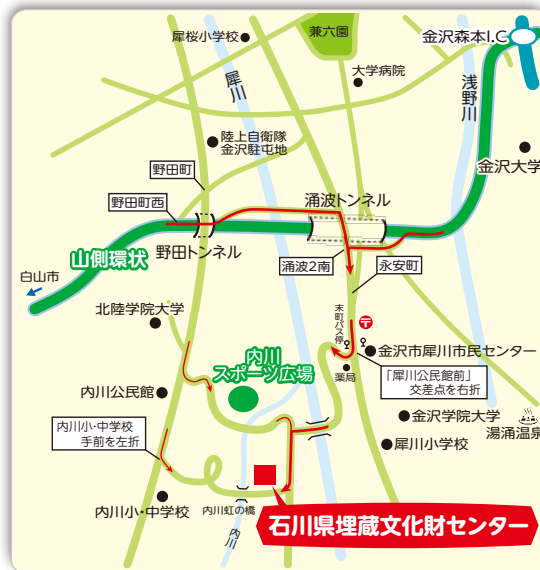 犀桜小学校
兼六園
金沢森本I.C
大学病院
犀川
浅野川
陸上自衛隊
金沢駐屯地
金沢大学
野田町
野田町西
涌波トンネル
野田トンネル
山側環状
涌波2南
永安町
白山市
北陸学院大学
末町バス停
〒
金沢市犀川市民センター
内川
スポーツ広場
薬局
「犀川公民館前」
交差点を右折
内川公民館
金沢学院大学
湯涌温泉
内川小・中学校
手前を左折
犀川小学校
内川小・中学校
内川虹の橋
内川
石川県埋蔵文化財センター